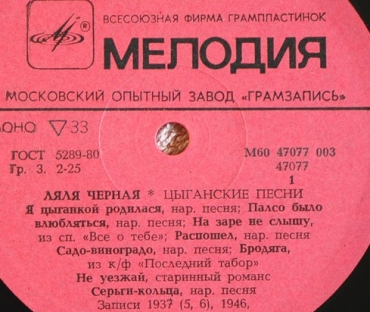 ВСЕСОЮЗНАЯ ФИРМА ГРАМПЛАСТИНОК
МЕЛОДИЯ
МОСКОВСКИЙ ОПЫТНЫЙ ЗАВОД «ГРАМЗАПИСЬ»
МОНО ▽33
ГОСТ 5289-80 М60 47077 003
Гр. 3. 2-25 47077
1
ЛЯЛЯ ЧЕРНАЯ * ЦЫГАНСКИЕ ПЕСНИ
Я цыганкой родилася, нар. песня; Палсо было
влюбляться, нар. песня; На заре не слышу,
из сп. «Все о тебе»; Распошел, нар. песня;
Садо-виноградо, нар. песня; Бродяга,
из к/ф «Последний табор»
Не уезжай, старинный романс
Серьги-кольца, нар. песня
Записи 1937 (5, 6), 1946,